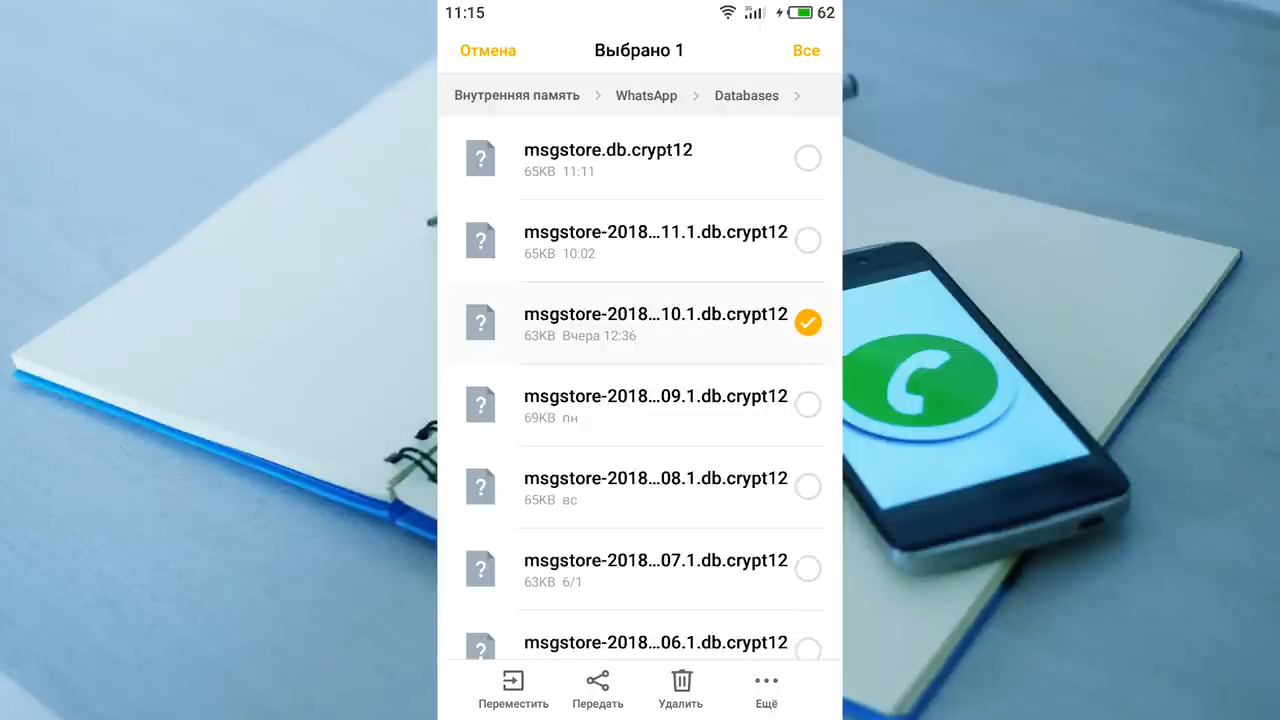 11:15
3G
62
Отмена
Выбрано 1
Все
Внутренняя память
WhatsApp
Databases
msgstore.db.crypt12
65KB 11:11
msgstore-2018...11.1.db.crypt12
65KB 10:02
msgstore-2018...10.1.db.crypt12
63KB Вчера 12:36
msgstore-2018...09.1.db.crypt12
69KB пн
msgstore-2018...08.1.db.crypt12
65KB вс
msgstore-2018...07.1.db.crypt12
63KB 6/1
msgstore-2018...06.1.db.crypt12
Переместить
Передать
Удалить
Ещё